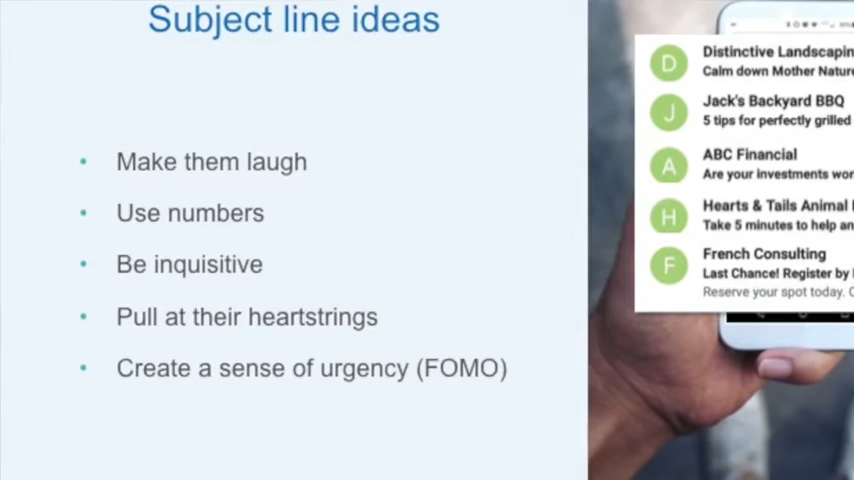 Subject line ideas
Make them laugh
Use numbers
Be inquisitive
Pull at their heartstrings
Create a sense of urgency (FOMO)
D
Distinctive Landscapin
Calm down Mother Nature
J
Jack's Backyard BBQ
5 tips for perfectly grilled
A
ABC Financial
Are your investments wor
H
Hearts & Tails Animal
Take 5 minutes to help an
F
French Consulting
Last Chance! Register by
Reserve your spot today.